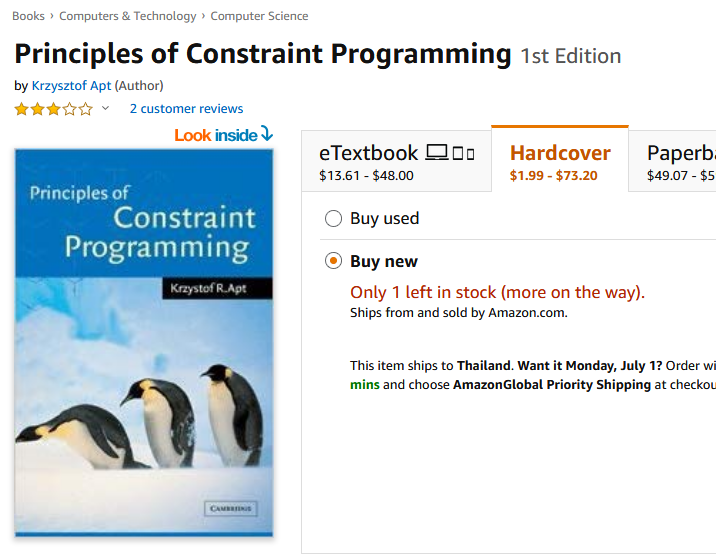 Books › Computers & Technology › Computer Science
Principles of Constraint Programming 1st Edition
by Krzysztof Apt (Author)
2 customer reviews
Look inside
Principles of
Constraint
Programming
Krzystof R.Apt
CAMBRIDGE
eTextbook
$13.61 - $48.00
Hardcover
$1.99 - $73.20
Paperba
$49.07 - $5
Buy used
Buy new
Only 1 left in stock (more on the way).
Ships from and sold by Amazon.com.
This item ships to Thailand. Want it Monday, July 1? Order wi
mins and choose AmazonGlobal Priority Shipping at checkou